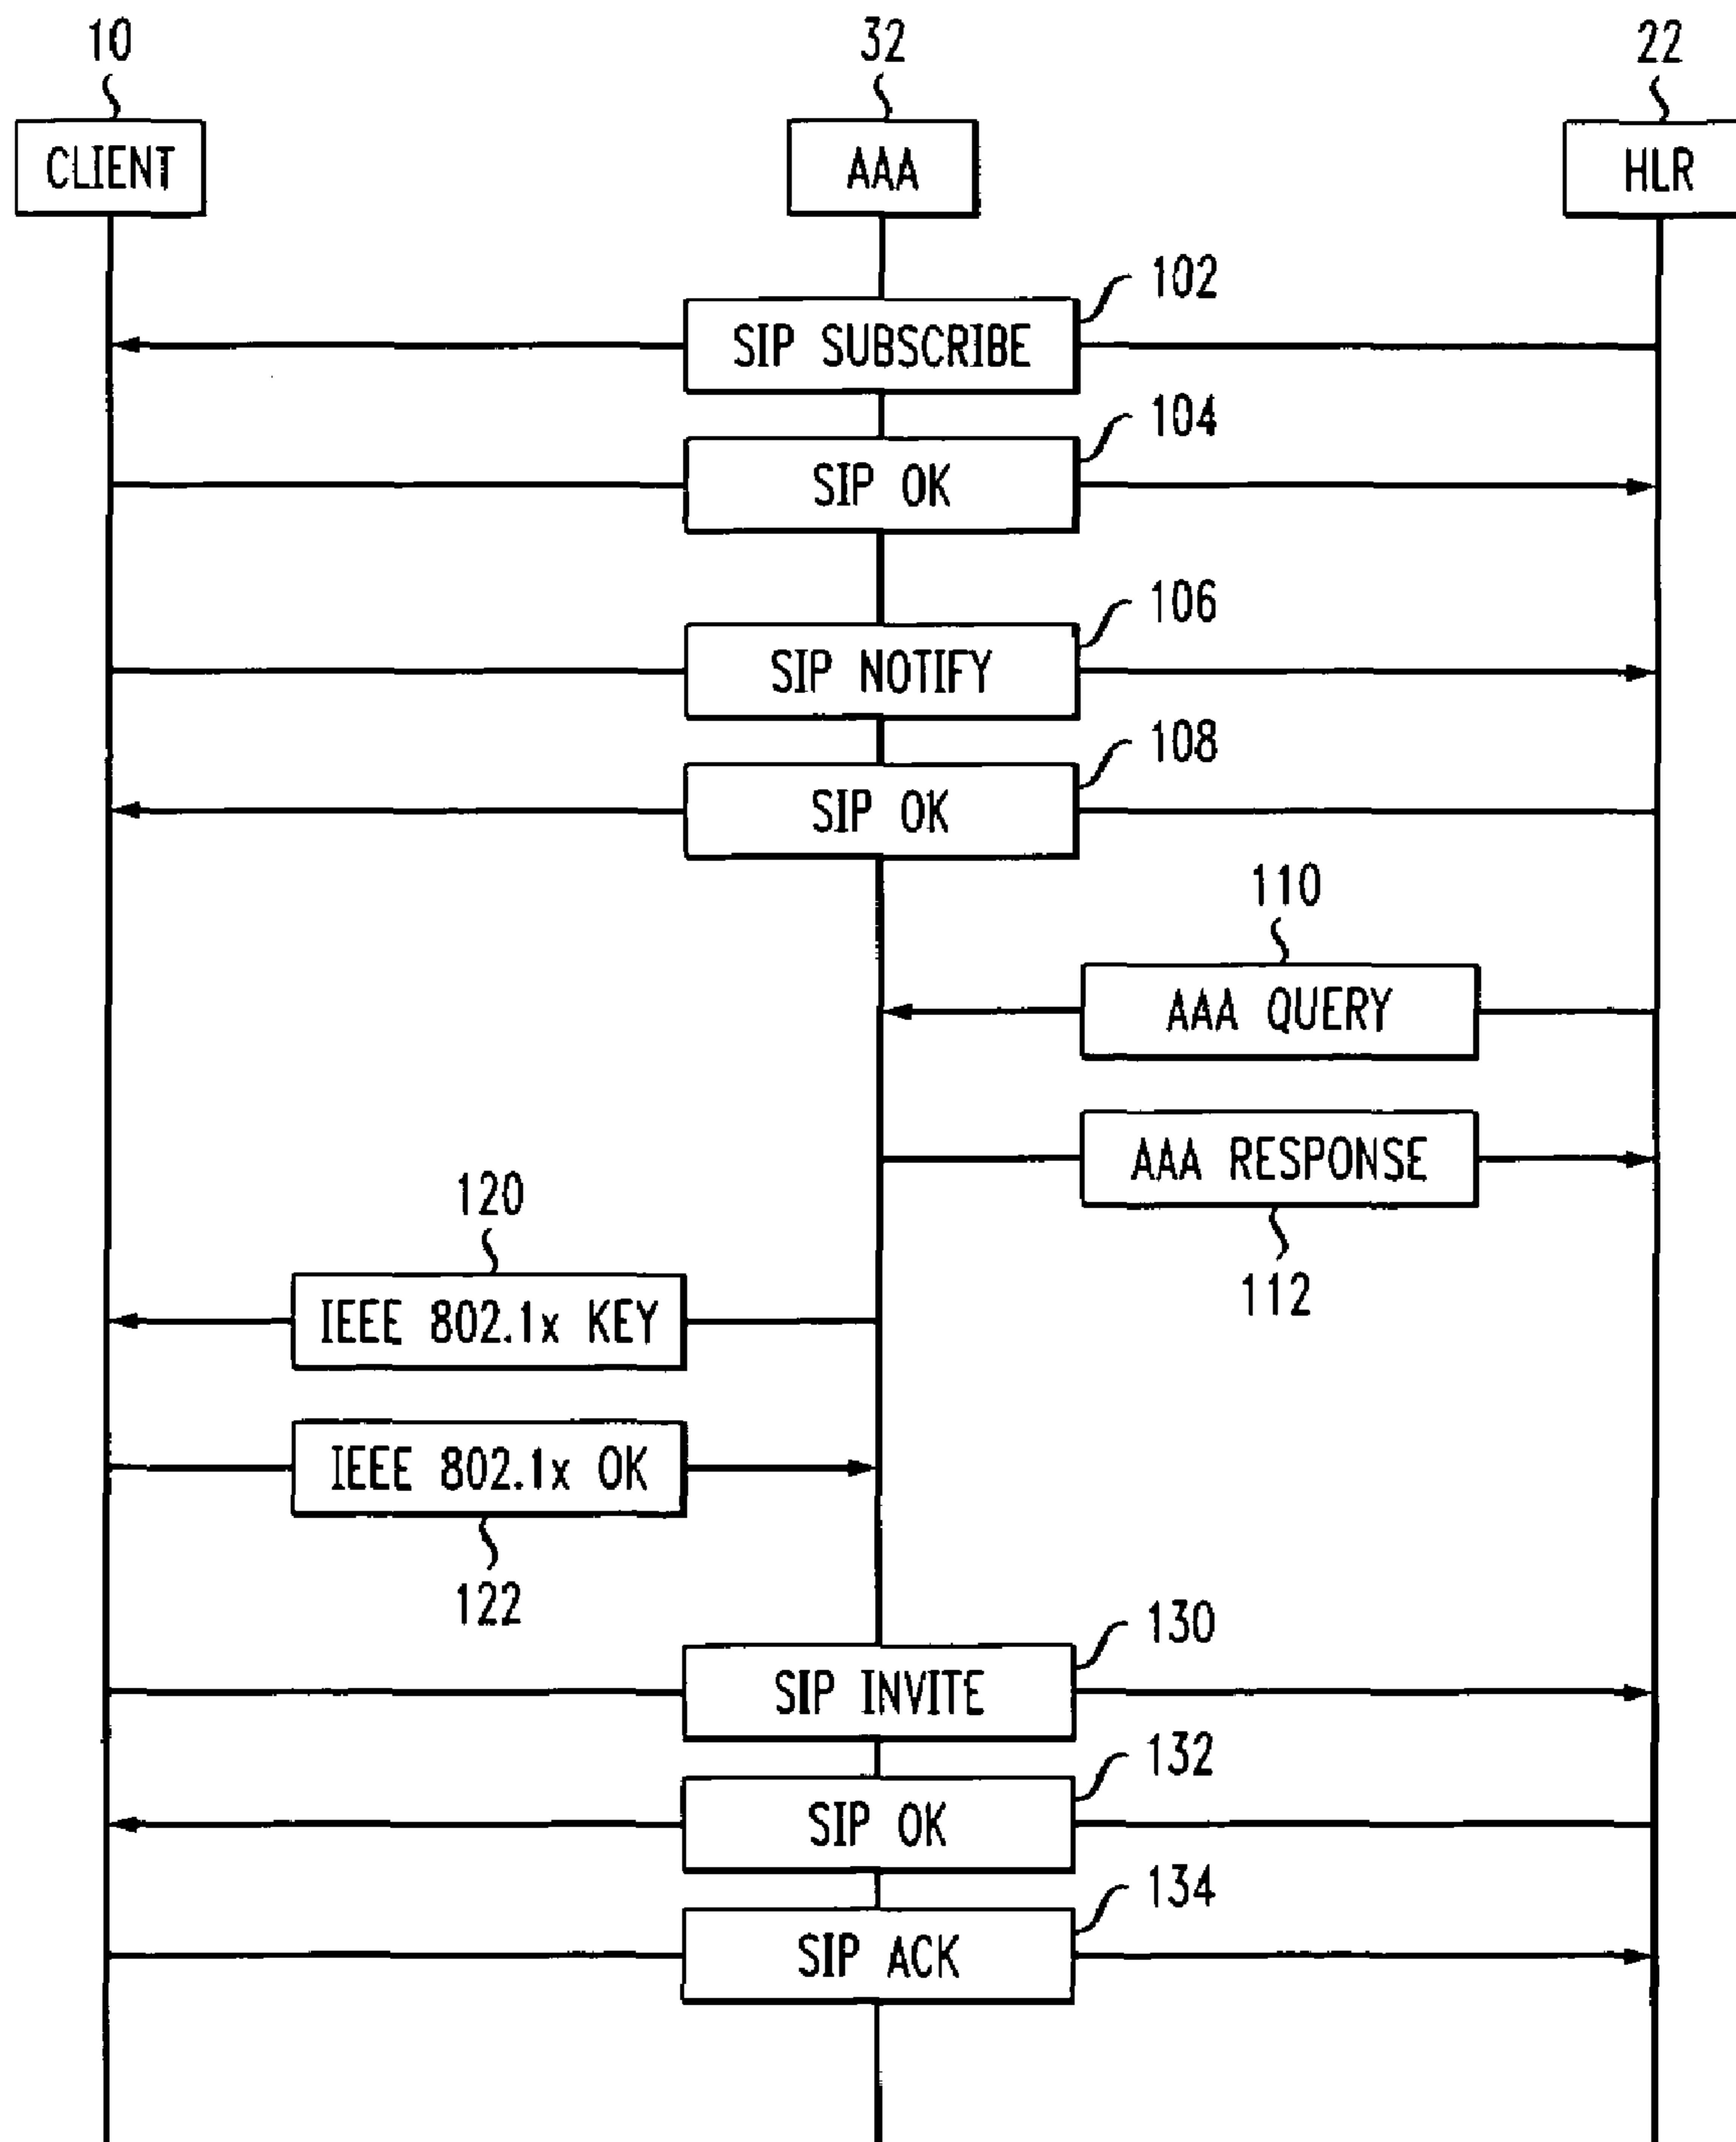 10
32
22
CLIENT
AAA
HLR
102
SIP SUBSCRIBE
104
SIP OK
106
SIP NOTIFY
108
SIP OK
110
AAA QUERY
AAA RESPONSE
112
120
IEEE 802.1x KEY
IEEE 802.1x OK
122
130
SIP INVITE
132
SIP OK
134
SIP ACK